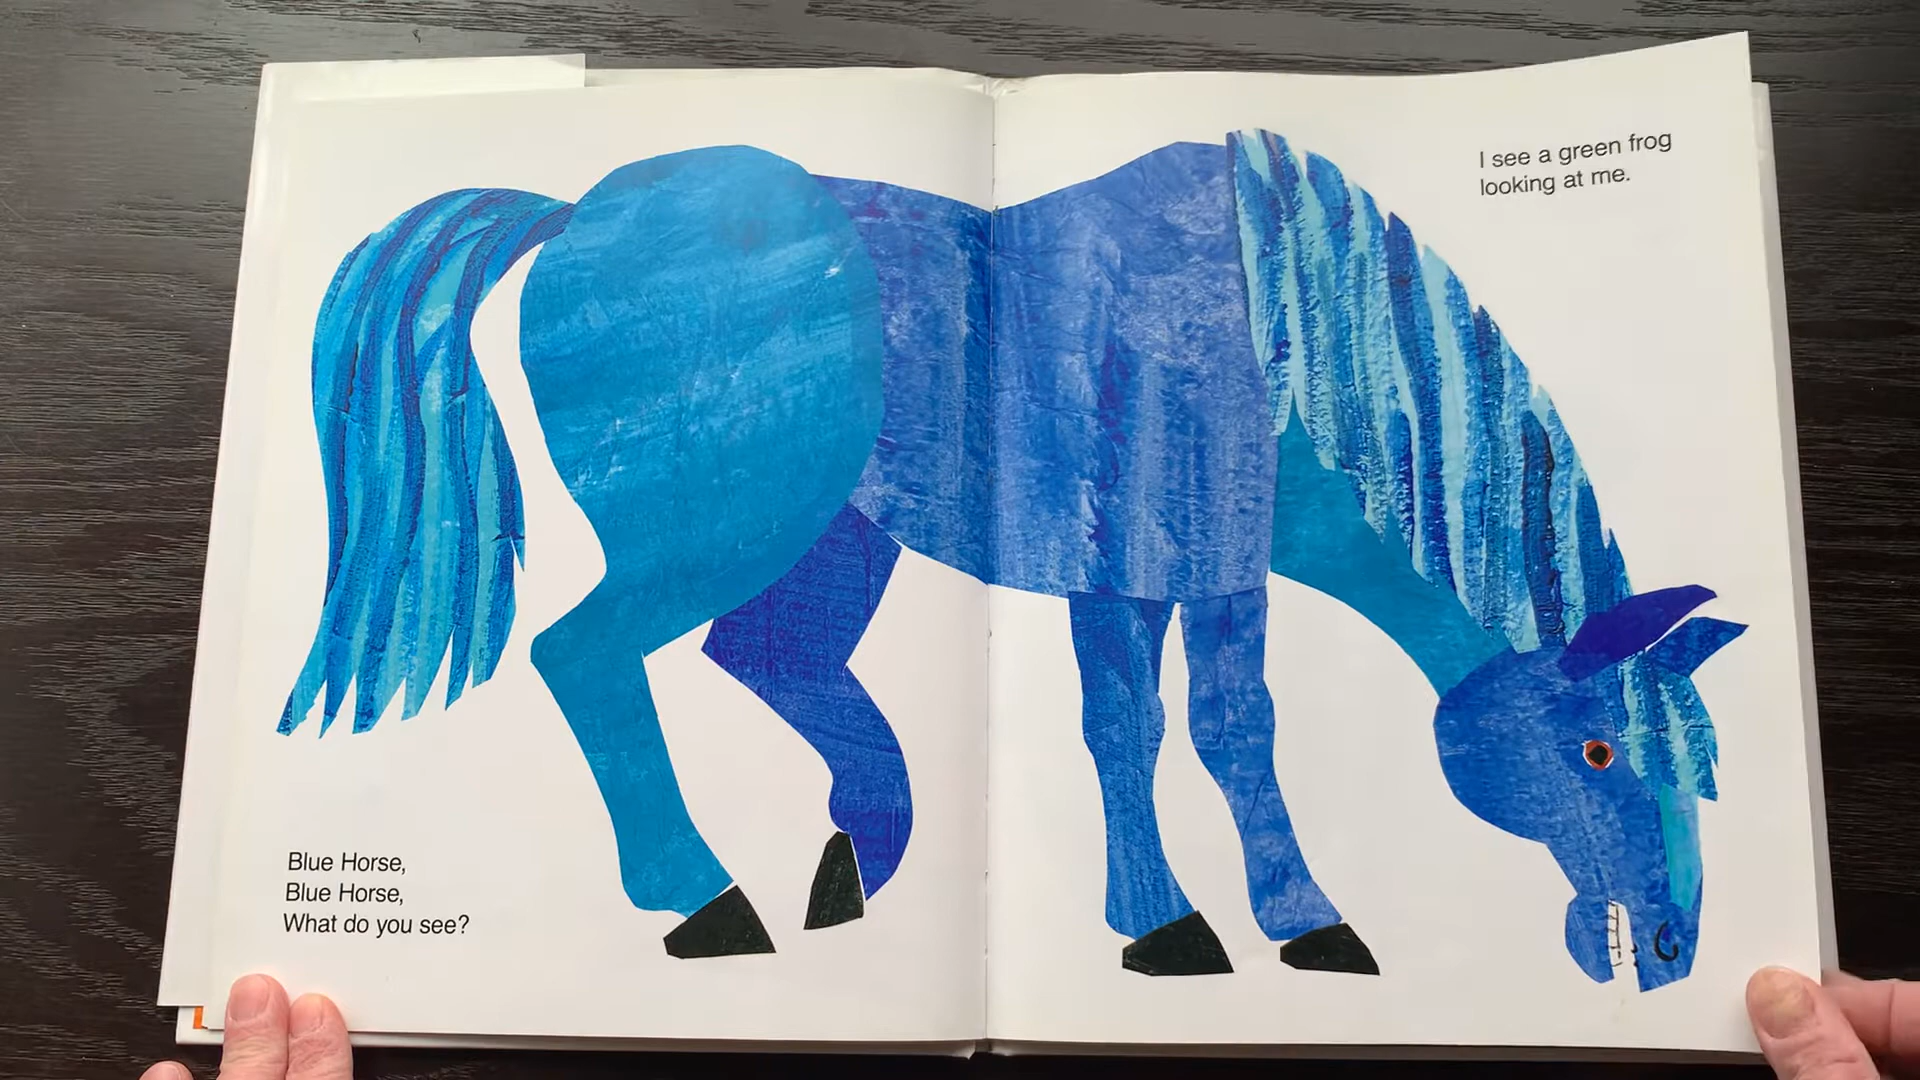 Blue Horse,
Blue Horse,
What do you see?
I see a green frog
looking at me.